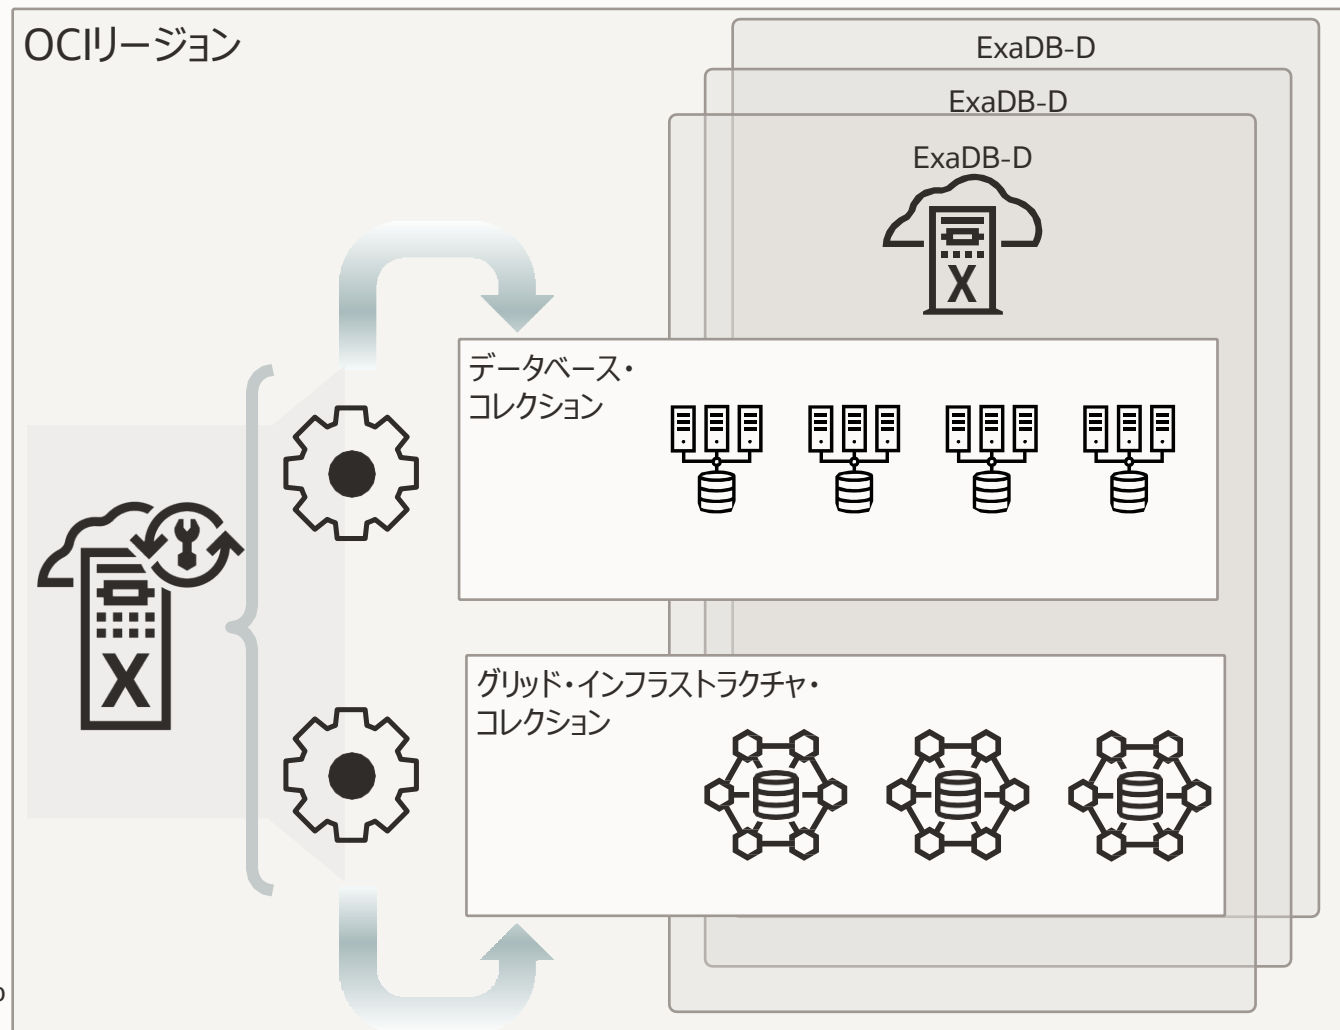 OCIリージョン
ExaDB-D
ExaDB-D
ExaDB-D
X
データベース・
コレクション
X
グリッド・インフラストラクチャ・
コレクション